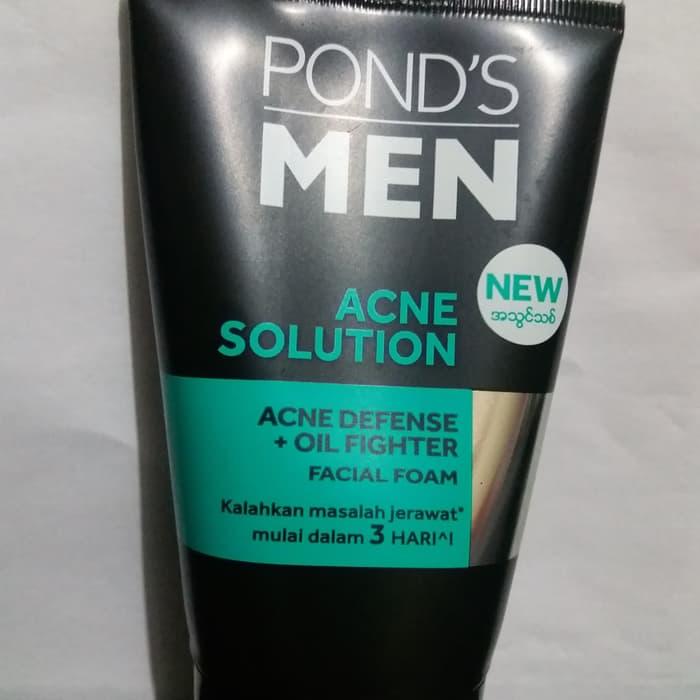 POND'S
MEN
ACNE
SOLUTION
NEW
အသွင်သစ်
ACNE DEFENSE
+ OIL FIGHTER
FACIAL FOAM
Kalahkan masalah jerawat*
mulai dalam 3 HARI^!